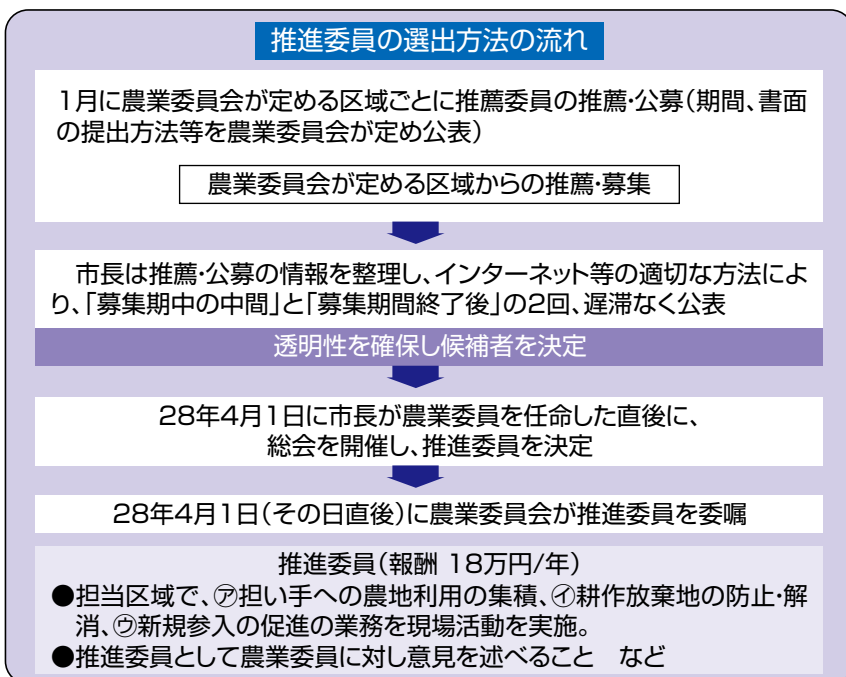 推進委員の選出方法の流れ
1月に農業委員会が定める区域ごとに推薦委員の推薦・公募（期間、書面
の提出方法等を農業委員会が定め公表）
農業委員会が定める区域からの推薦・募集
市長は推薦・公募の情報を整理し、インターネット等の適切な方法によ
り、「募集期中の中間」と「募集期間終了後」の2回、遅滞なく公表
透明性を確保し候補者を決定
28年4月1日に市長が農業委員を任命した直後に、
総会を開催し、推進委員を決定
28年4月1日（その日直後）に農業委員会が推進委員を委嘱
推進委員（報酬 18万円/年）
●担当区域で、㋐担い手への農地利用の集積、㋑耕作放棄地の防止・解
消、㋒新規参入の促進の業務を現場活動を実施。
●推進委員として農業委員に対し意見を述べること　など